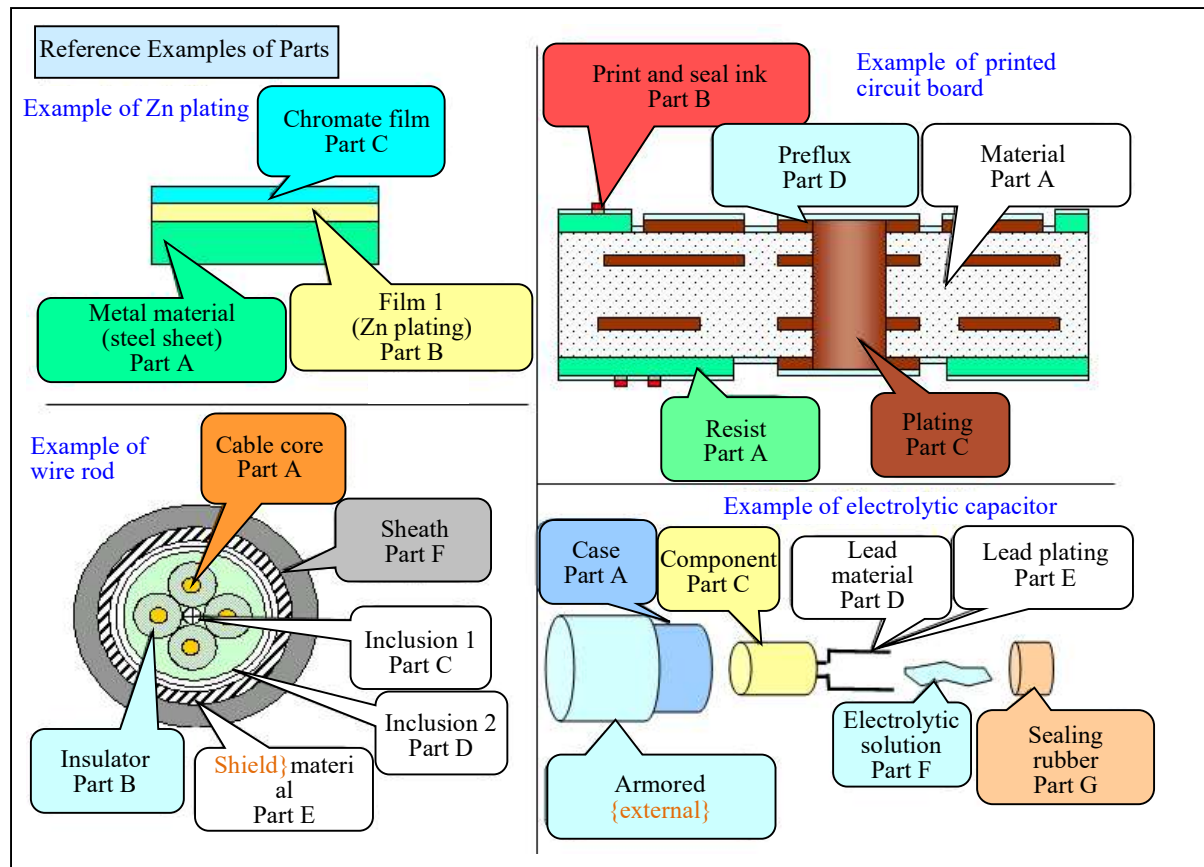 Reference Examples of Parts
Example of Zn plating
Chromate film
Part C
Metal material
(steel sheet)
Part A
Film 1
(Zn plating)
Part B
Example of printed
circuit board
Print and seal ink
Part B
Preflux
Part D
Material
Part A
Resist
Part A
Plating
Part C
Example of
wire rod
Cable core
Part A
Sheath
Part F
Inclusion 1
Part C
Inclusion 2
Part D
Insulator
Part B
Shield}materi
al
Part E
Example of electrolytic capacitor
Case
Part A
Component
Part C
Lead
material
Part D
Lead plating
Part E
Armored
{external}
Electrolytic
solution
Part F
Sealing
rubber
Part G